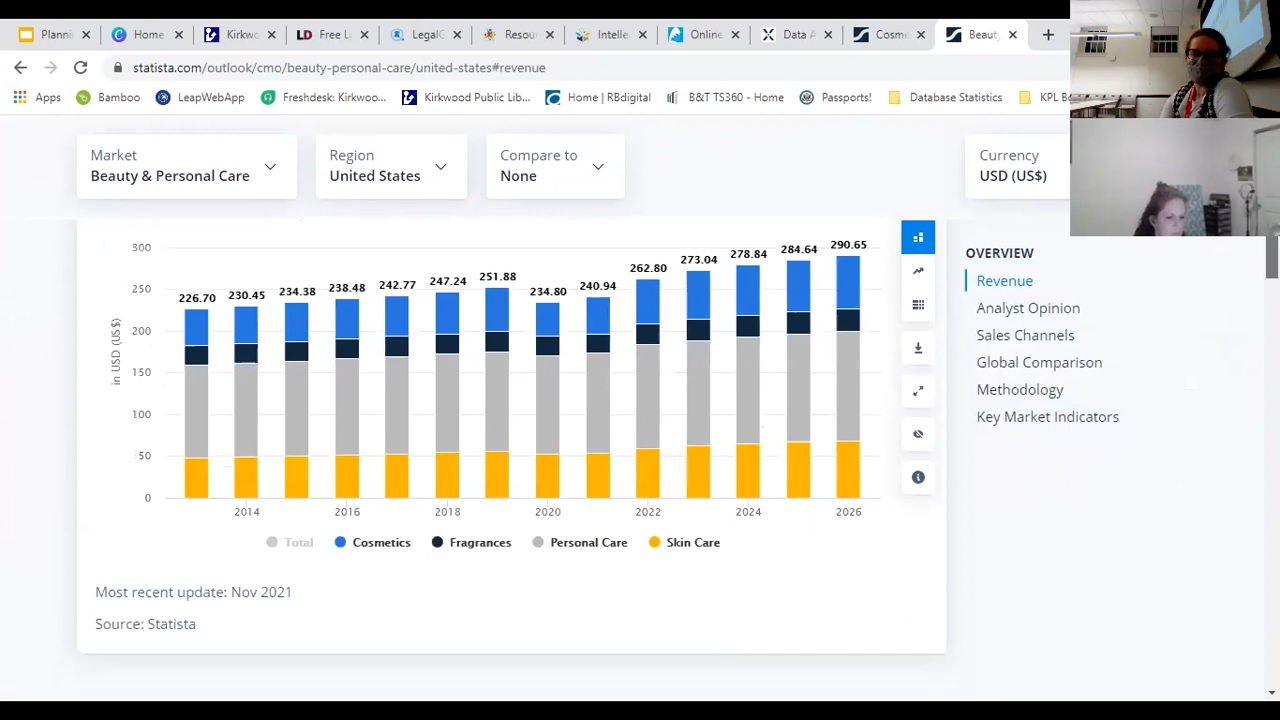 Planni
Home
Kirkwo
Free L
LegalC
Resou
Intelle
Online
Data A
Cosme
Beauty
statista.com/outlook/cmo/beauty-personal-care/united-states#revenue
Apps Bamboo LeapWebApp Freshdesk: Kirkwoo... Kirkwood Public Lib... Home | RBdigital B&T TS360 - Home Passports! Database Statistics KPL Bo
Market
Beauty & Personal Care
Region
United States
Compare to
None
Currency
USD (US$)
in USD (US$)
300
250
200
150
100
50
0
226.70 230.45 234.38 238.48 242.77 247.24 251.88 234.80 240.94 262.80 273.04 278.84 284.64 290.65
2014 2016 2018 2020 2022 2024 2026
Total Cosmetics Fragrances Personal Care Skin Care
Most recent update: Nov 2021
Source: Statista
OVERVIEW
Revenue
Analyst Opinion
Sales Channels
Global Comparison
Methodology
Key Market Indicators